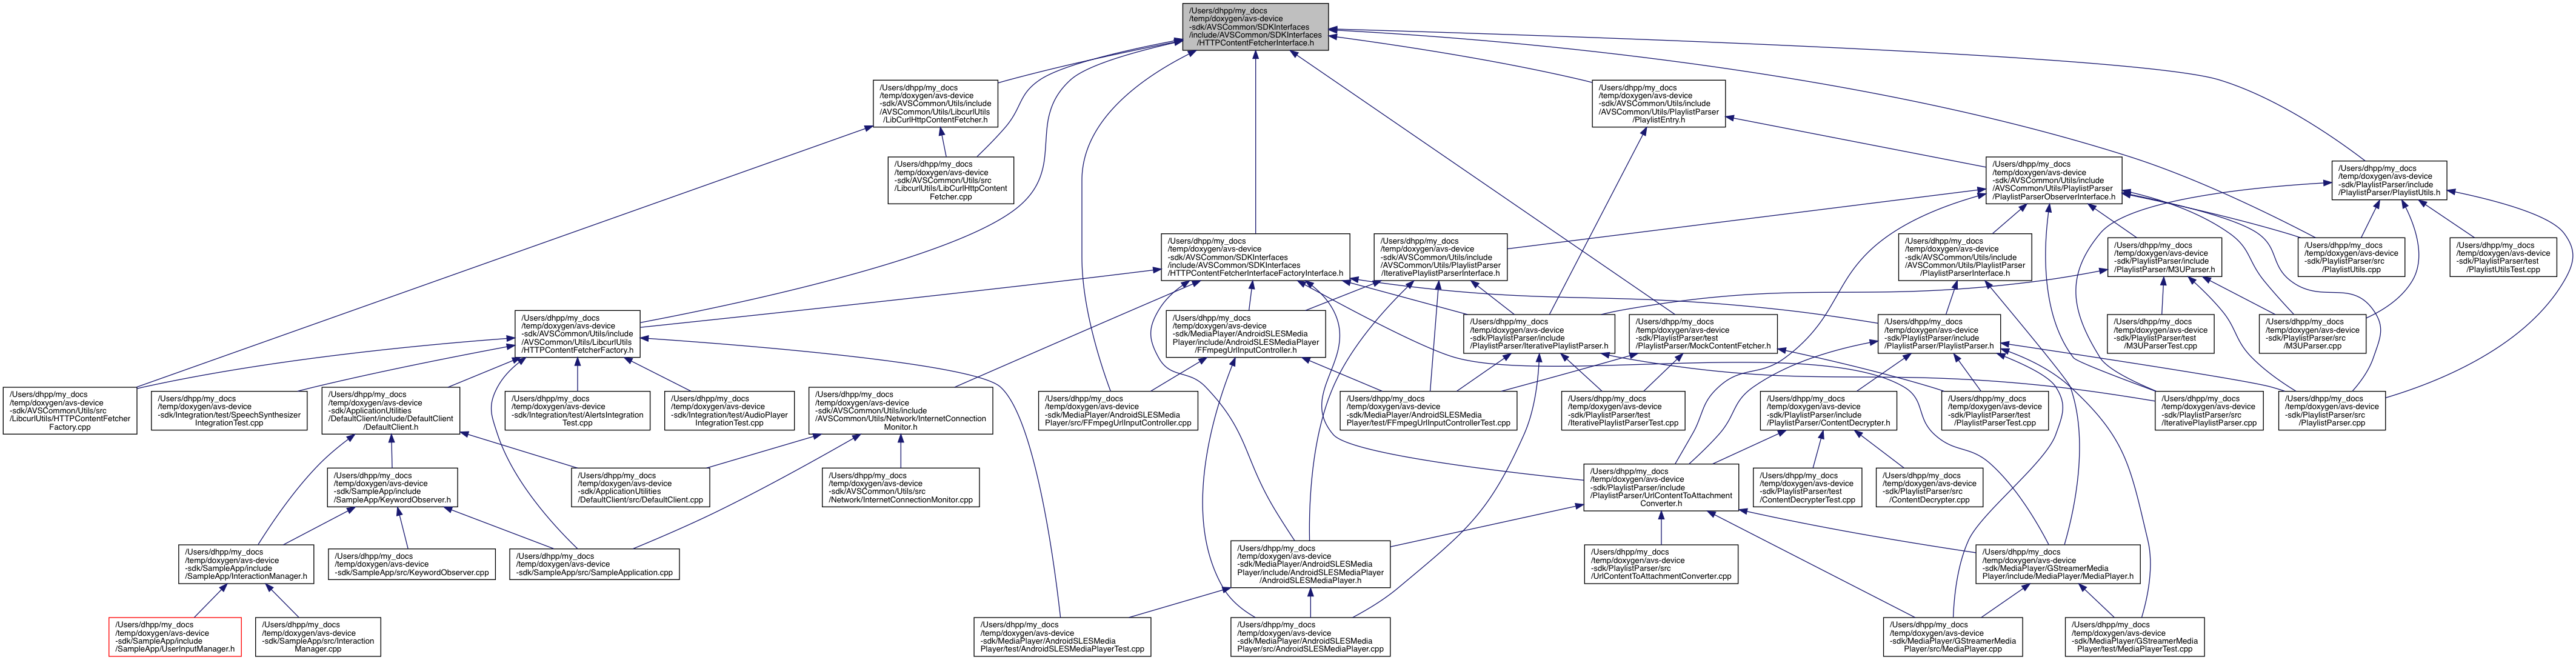 /Users/dhpp/my_docs
/temp/doxygen/avs-device
-sdk/AVSCommon/SDKInterfaces
/include/AVSCommon/SDKInterfaces
/HTTPContentFetcherInterface.h
/Users/dhpp/my_docs
/temp/doxygen/avs-device
-sdk/AVSCommon/Utils/include
/AVSCommon/Utils/LibcurlUtils
/LibCurlHttpContentFetcher.h
/Users/dhpp/my_docs
/temp/doxygen/avs-device
-sdk/AVSCommon/Utils/include
/AVSCommon/Utils/PlaylistParser
/PlaylistEntry.h
/Users/dhpp/my_docs
/temp/doxygen/avs-device
-sdk/AVSCommon/Utils/src
/LibcurlUtils/LibCurlHttpContent
Fetcher.cpp
/Users/dhpp/my_docs
/temp/doxygen/avs-device
-sdk/AVSCommon/Utils/include
/AVSCommon/Utils/PlaylistParser
/PlaylistParserObserverInterface.h
/Users/dhpp/my_docs
/temp/doxygen/avs-device
-sdk/PlaylistParser/include
/PlaylistParser/PlaylistUtils.h
/Users/dhpp/my_docs
/temp/doxygen/avs-device
-sdk/AVSCommon/SDKInterfaces
/include/AVSCommon/SDKInterfaces
/HTTPContentFetcherInterfaceFactoryInterface.h
/Users/dhpp/my_docs
/temp/doxygen/avs-device
-sdk/AVSCommon/Utils/include
/AVSCommon/Utils/PlaylistParser
/IterativePlaylistParserInterface.h
/Users/dhpp/my_docs
/temp/doxygen/avs-device
-sdk/AVSCommon/Utils/include
/AVSCommon/Utils/PlaylistParser
/PlaylistParserInterface.h
/Users/dhpp/my_docs
/temp/doxygen/avs-device
-sdk/PlaylistParser/include
/PlaylistParser/M3UParser.h
/Users/dhpp/my_docs
/temp/doxygen/avs-device
-sdk/PlaylistParser/src
/PlaylistUtils.cpp
/Users/dhpp/my_docs
/temp/doxygen/avs-device
-sdk/PlaylistParser/test
/PlaylistUtilsTest.cpp
/Users/dhpp/my_docs
/temp/doxygen/avs-device
-sdk/AVSCommon/Utils/include
/AVSCommon/Utils/LibcurlUtils
/HTTPContentFetcherFactory.h
/Users/dhpp/my_docs
/temp/doxygen/avs-device
-sdk/MediaPlayer/AndroidSLESMedia
Player/include/AndroidSLESMediaPlayer
/FFmpegUrlInputController.h
/Users/dhpp/my_docs
/temp/doxygen/avs-device
-sdk/PlaylistParser/include
/PlaylistParser/IterativePlaylistParser.h
/Users/dhpp/my_docs
/temp/doxygen/avs-device
-sdk/PlaylistParser/test
/PlaylistParser/MockContentFetcher.h
/Users/dhpp/my_docs
/temp/doxygen/avs-device
-sdk/PlaylistParser/include
/PlaylistParser/PlaylistParser.h
/Users/dhpp/my_docs
/temp/doxygen/avs-device
-sdk/PlaylistParser/test
/M3UParserTest.cpp
/Users/dhpp/my_docs
/temp/doxygen/avs-device
-sdk/PlaylistParser/src
/M3UParser.cpp
/Users/dhpp/my_docs
/temp/doxygen/avs-device
-sdk/AVSCommon/Utils/src
/LibcurlUtils/HTTPContentFetcher
Factory.cpp
/Users/dhpp/my_docs
/temp/doxygen/avs-device
-sdk/Integration/test/SpeechSynthesizer
IntegrationTest.cpp
/Users/dhpp/my_docs
/temp/doxygen/avs-device
-sdk/ApplicationUtilities
/DefaultClient/include/DefaultClient
/DefaultClient.h
/Users/dhpp/my_docs
/temp/doxygen/avs-device
-sdk/Integration/test/AlertsIntegration
Test.cpp
/Users/dhpp/my_docs
/temp/doxygen/avs-device
-sdk/Integration/test/AudioPlayer
IntegrationTest.cpp
/Users/dhpp/my_docs
/temp/doxygen/avs-device
-sdk/AVSCommon/Utils/include
/AVSCommon/Utils/Network/InternetConnection
Monitor.h
/Users/dhpp/my_docs
/temp/doxygen/avs-device
-sdk/MediaPlayer/AndroidSLESMedia
Player/src/FFmpegUrlInputController.cpp
/Users/dhpp/my_docs
/temp/doxygen/avs-device
-sdk/MediaPlayer/AndroidSLESMedia
Player/test/FFmpegUrlInputControllerTest.cpp
/Users/dhpp/my_docs
/temp/doxygen/avs-device
-sdk/PlaylistParser/test
/IterativePlaylistParserTest.cpp
/Users/dhpp/my_docs
/temp/doxygen/avs-device
-sdk/PlaylistParser/include
/PlaylistParser/ContentDecrypter.h
/Users/dhpp/my_docs
/temp/doxygen/avs-device
-sdk/PlaylistParser/test
/PlaylistParserTest.cpp
/Users/dhpp/my_docs
/temp/doxygen/avs-device
-sdk/PlaylistParser/src
/IterativePlaylistParser.cpp
/Users/dhpp/my_docs
/temp/doxygen/avs-device
-sdk/PlaylistParser/src
/PlaylistParser.cpp
/Users/dhpp/my_docs
/temp/doxygen/avs-device
-sdk/SampleApp/include
/SampleApp/KeywordObserver.h
/Users/dhpp/my_docs
/temp/doxygen/avs-device
-sdk/ApplicationUtilities
/DefaultClient/src/DefaultClient.cpp
/Users/dhpp/my_docs
/temp/doxygen/avs-device
-sdk/AVSCommon/Utils/src
/Network/InternetConnectionMonitor.cpp
/Users/dhpp/my_docs
/temp/doxygen/avs-device
-sdk/PlaylistParser/include
/PlaylistParser/UrlContentToAttachment
Converter.h
/Users/dhpp/my_docs
/temp/doxygen/avs-device
-sdk/PlaylistParser/test
/ContentDecrypterTest.cpp
/Users/dhpp/my_docs
/temp/doxygen/avs-device
-sdk/PlaylistParser/src
/ContentDecrypter.cpp
/Users/dhpp/my_docs
/temp/doxygen/avs-device
-sdk/SampleApp/include
/SampleApp/InteractionManager.h
/Users/dhpp/my_docs
/temp/doxygen/avs-device
-sdk/SampleApp/src/KeywordObserver.cpp
/Users/dhpp/my_docs
/temp/doxygen/avs-device
-sdk/SampleApp/src/SampleApplication.cpp
/Users/dhpp/my_docs
/temp/doxygen/avs-device
-sdk/MediaPlayer/AndroidSLESMedia
Player/include/AndroidSLESMediaPlayer
/AndroidSLESMediaPlayer.h
/Users/dhpp/my_docs
/temp/doxygen/avs-device
-sdk/PlaylistParser/src
/UrlContentToAttachmentConverter.cpp
/Users/dhpp/my_docs
/temp/doxygen/avs-device
-sdk/MediaPlayer/GStreamerMedia
Player/include/MediaPlayer/MediaPlayer.h
/Users/dhpp/my_docs
/temp/doxygen/avs-device
-sdk/SampleApp/include
/SampleApp/UserInputManager.h
/Users/dhpp/my_docs
/temp/doxygen/avs-device
-sdk/SampleApp/src/Interaction
Manager.cpp
/Users/dhpp/my_docs
/temp/doxygen/avs-device
-sdk/MediaPlayer/AndroidSLESMedia
Player/test/AndroidSLESMediaPlayerTest.cpp
/Users/dhpp/my_docs
/temp/doxygen/avs-device
-sdk/MediaPlayer/AndroidSLESMedia
Player/src/AndroidSLESMediaPlayer.cpp
/Users/dhpp/my_docs
/temp/doxygen/avs-device
-sdk/MediaPlayer/GStreamerMedia
Player/src/MediaPlayer.cpp
/Users/dhpp/my_docs
/temp/doxygen/avs-device
-sdk/MediaPlayer/GStreamerMedia
Player/test/MediaPlayerTest.cpp